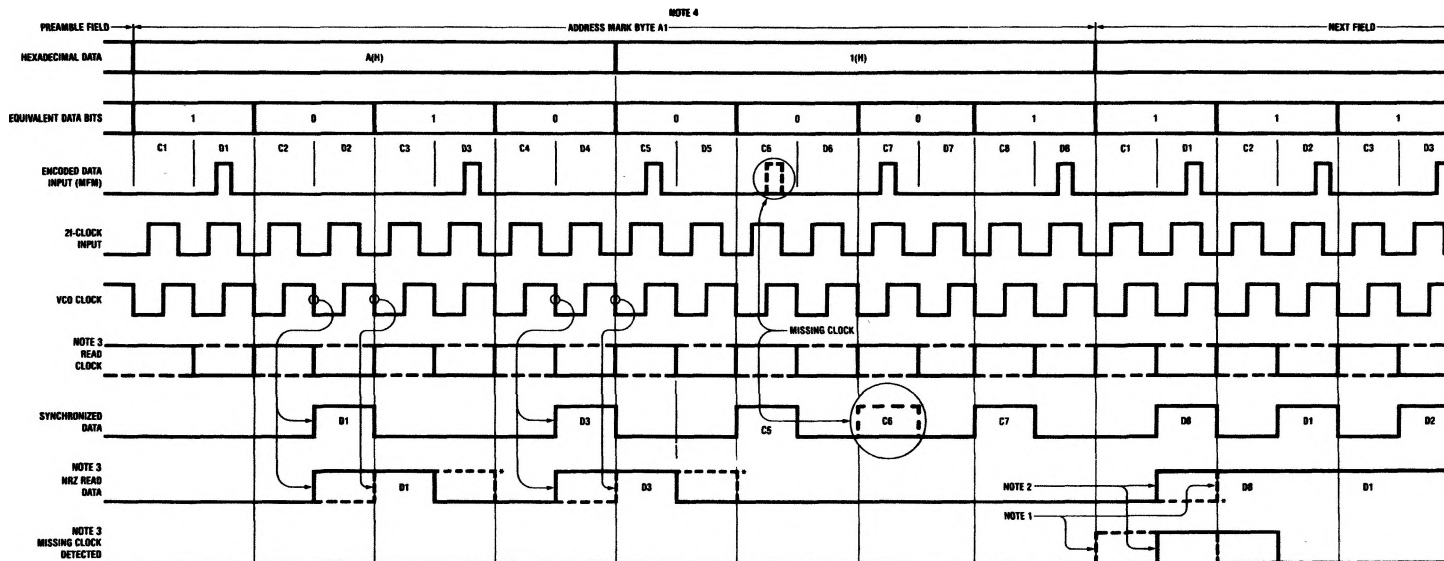 NOTE 4
PREAMBLE FIELD ADDRESS MARK BYTE A1 NEXT FIELD
HEXADECIMAL DATA A(H) 1(H)
EQUIVALENT DATA BITS 1 0 1 0 0 0 0 1 1 1 1
C1 D1 C2 D2 C3 D3 C4 D4 C5 D5 C6 D6 C7 D7 C8 D8 C1 D1 C2 D2 C3 D3
ENCODED DATA
INPUT (MFM)
2f-CLOCK
INPUT
VCO CLOCK
MISSING CLOCK
NOTE 3
READ
CLOCK
SYNCHRONIZED
DATA
D1 D3 C5 C6 C7 D8 D1 D2
NOTE 3
NRZ READ
DATA
D1 D3 D8 D1
NOTE 2
NOTE 1
NOTE 3
MISSING CLOCK
DETECTED